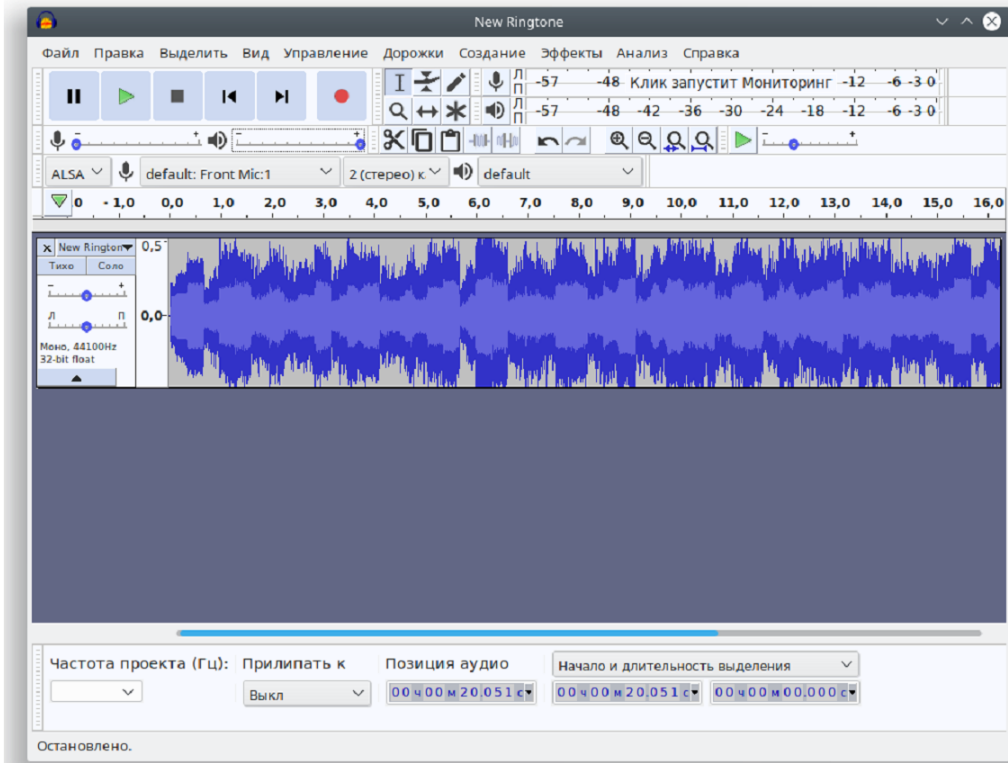 New Ringtone
Файл Правка Выделить Вид Управление Дорожки Создание Эффекты Анализ Справка
Л П -57 -48 Клик запустит Мониторинг -12 -6 -3 0
Л П -57 -48 -42 -36 -30 -24 -18 -12 -6 -3 0
ALSA default: Front Mic:1 2 (стерео) к default
0 - 1,0 0,0 1,0 2,0 3,0 4,0 5,0 6,0 7,0 8,0 9,0 10,0 11,0 12,0 13,0 14,0 15,0 16,0
x New Rington 0,5
Тихо Соло
- +
Л П 0,0
Моно, 44100Hz
32-bit float
Частота проекта (Гц): Прилипать к Позиция аудио Начало и длительность выделения
Выкл 00 ч 00 м 20.051 с 00 ч 00 м 20.051 с 00 ч 00 м 00.000 с
Остановлено.